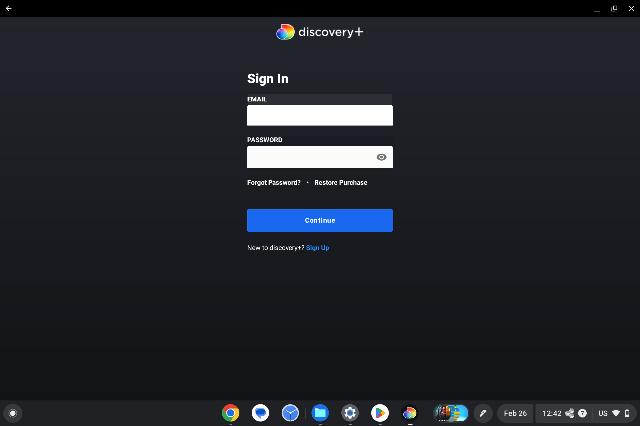 discovery+
Sign In
EMAIL
PASSWORD
Forgot Password? • Restore Purchase
Continue
New to discovery+? Sign Up
Feb 26 12:42 US